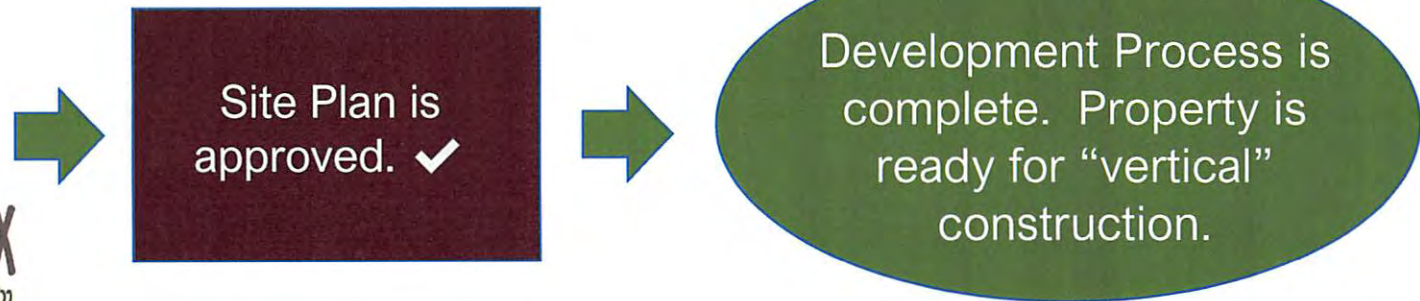 Site Plan is
approved. ✔
Development Process is
complete. Property is
ready for “vertical”
construction.